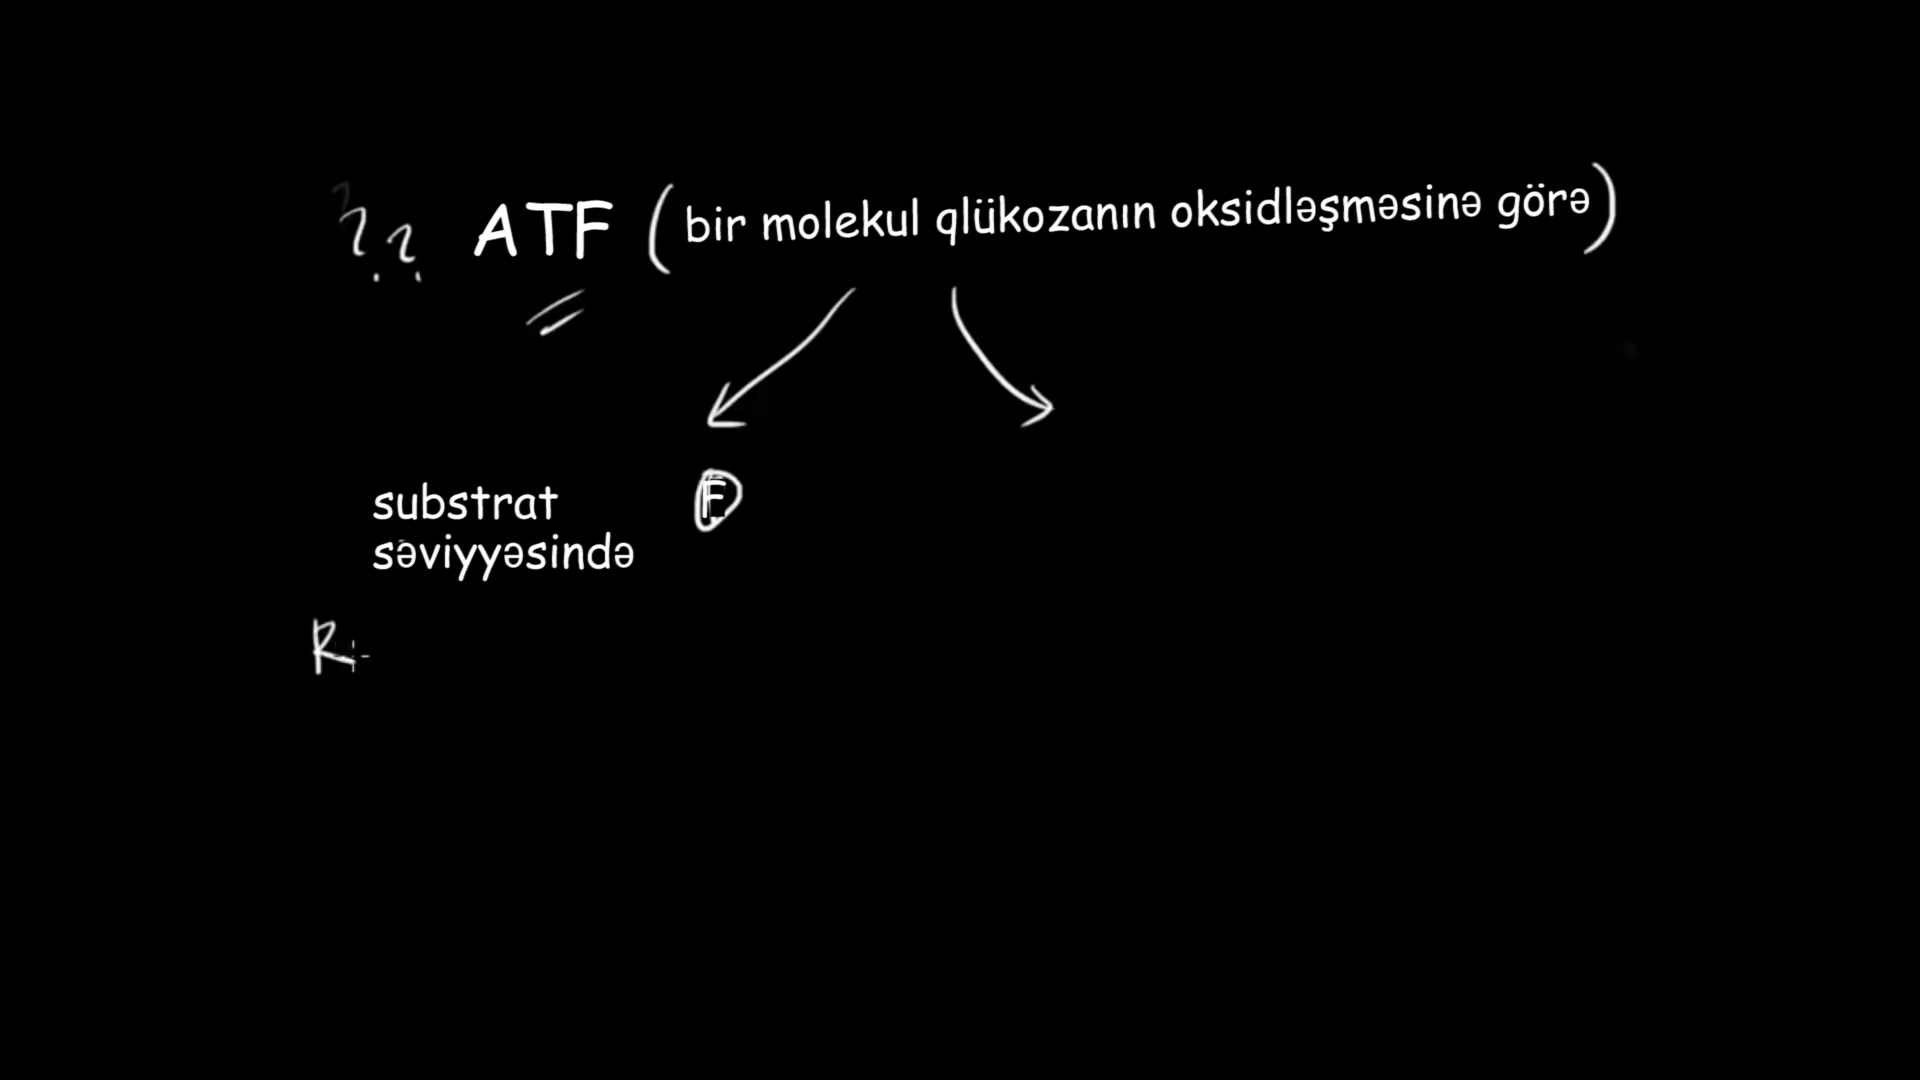 ?? ATF (bir molekul qlükozanın oksidləşməsinə görə)
substrat F
səviyyəsində
R